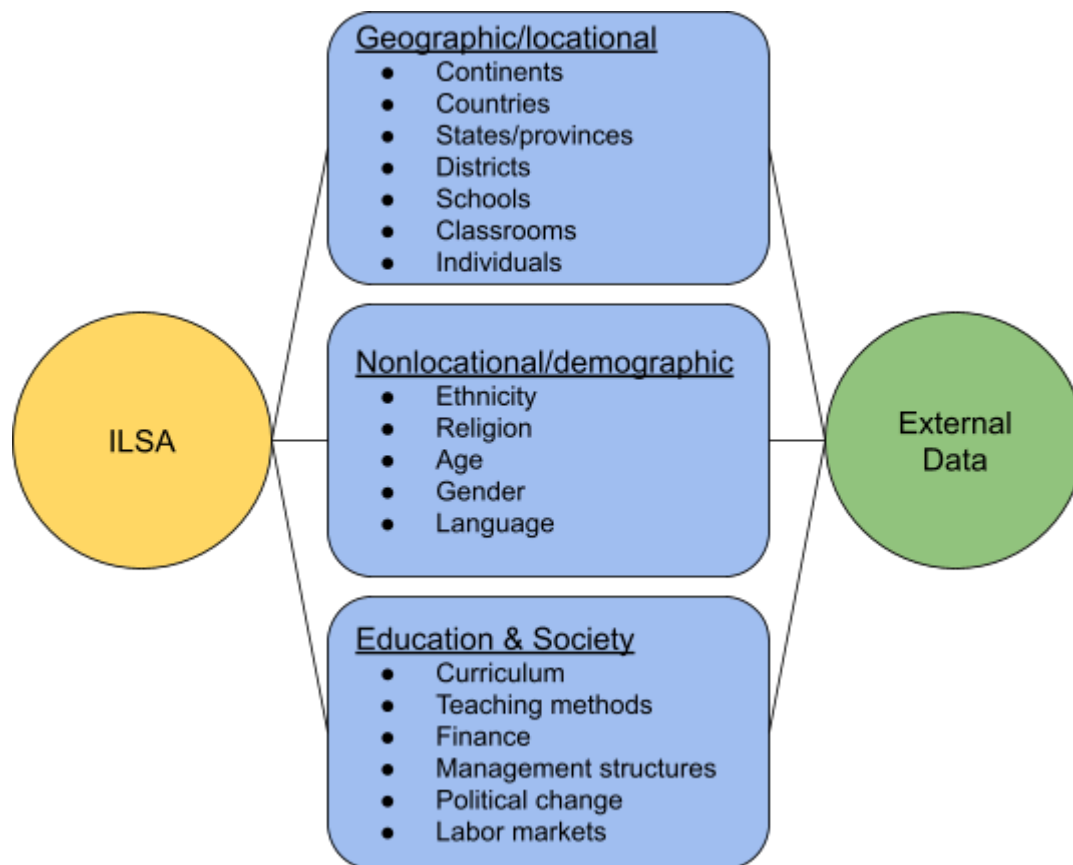 Geographic/locational
● Continents
● Countries
● States/provinces
● Districts
● Schools
● Classrooms
● Individuals
ILSA
Nonlocational/demographic
● Ethnicity
● Religion
● Age
● Gender
● Language
External
Data
Education & Society
● Curriculum
● Teaching methods
● Finance
● Management structures
● Political change
● Labor markets